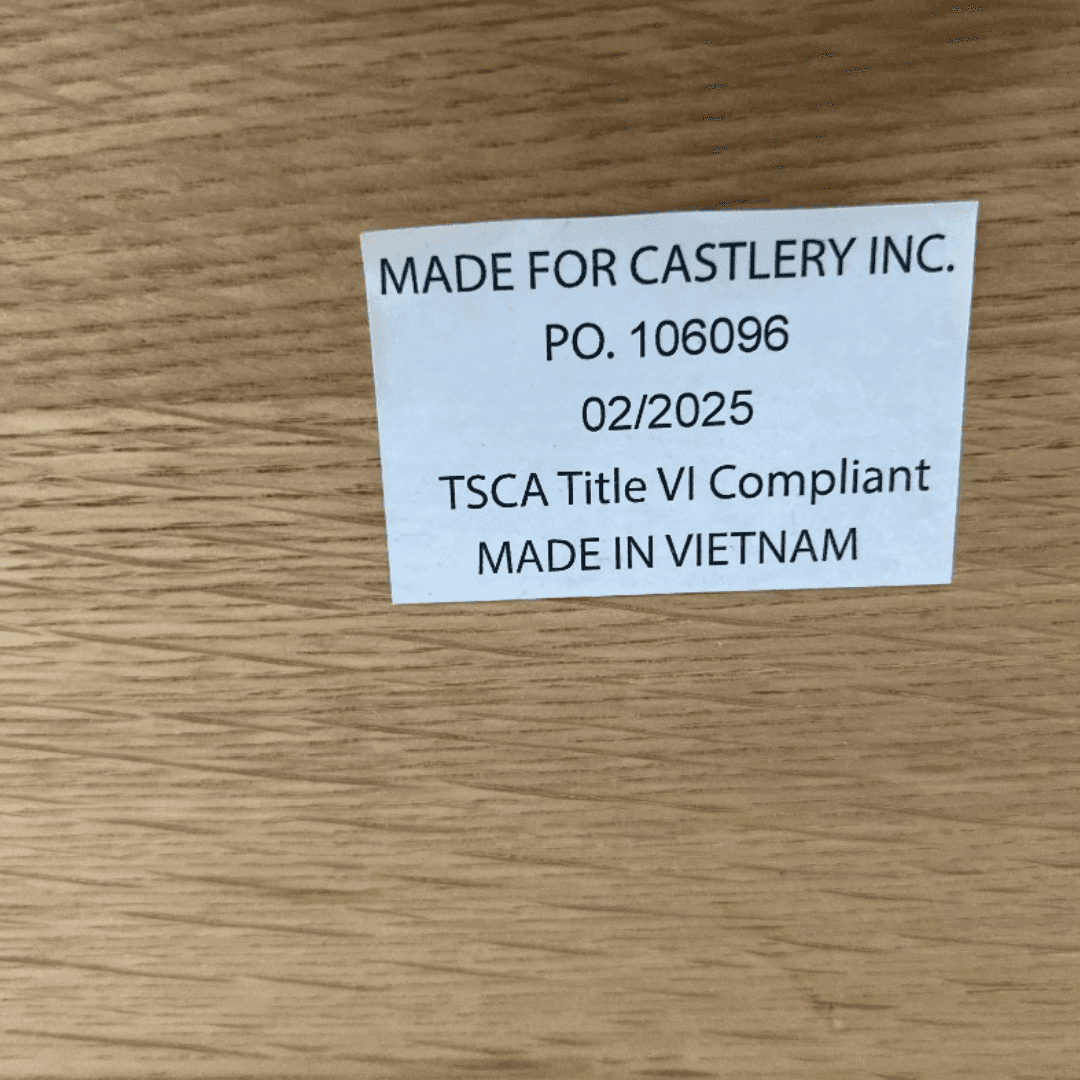 MADE FOR CASTLERY INC.
PO. 106096
02/2025
TSCA Title VI Compliant
MADE IN VIETNAM